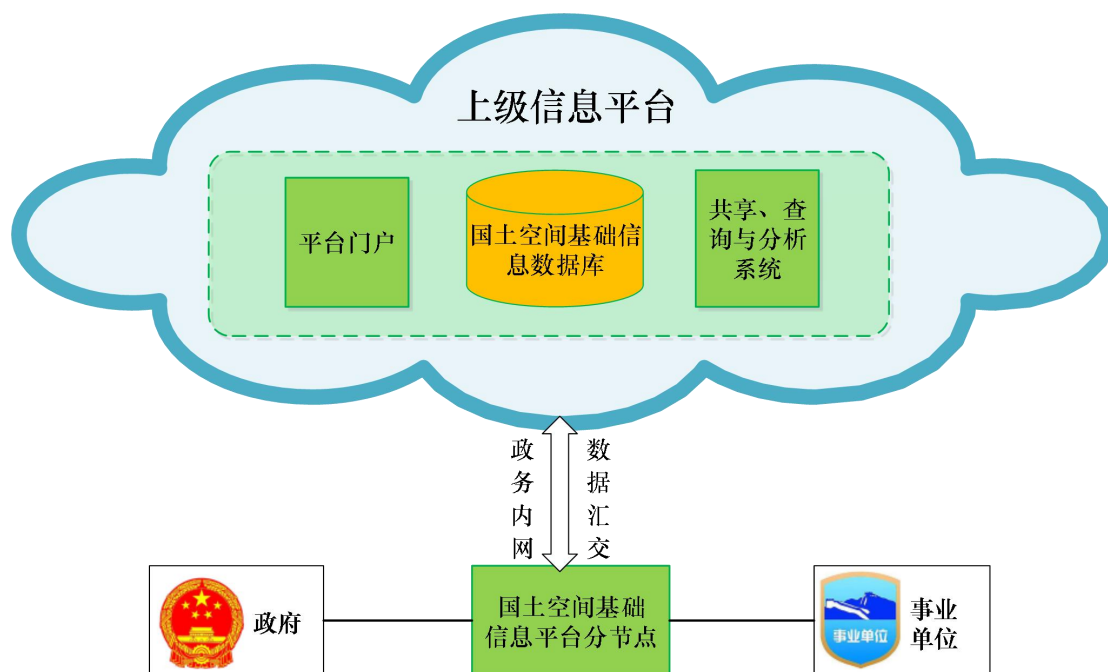 上级信息平台
平台门户
国土空间基础信
息数据库
共享、查
询与分析
系统
政务内网
数据汇交
政府
国土空间基础
信息平台分节点
事业单位
事业
单位